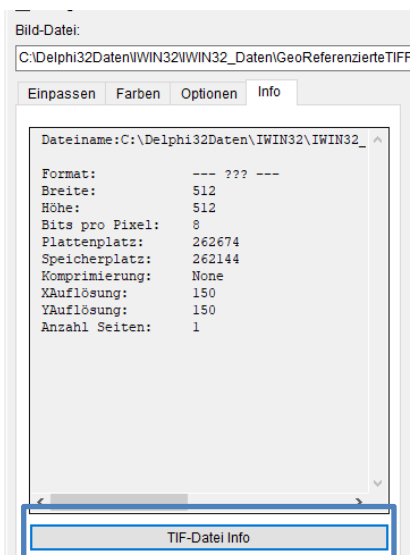 Bild-Datei:
C:\Delphi32Daten\IWIN32\IWIN32_Daten\GeoReferenzierteTIFF
Einpassen Farben Optionen Info
Dateiname:C:\Delphi32Daten\IWIN32\IWIN32_
Format: --- ??? ---
Breite: 512
Höhe: 512
Bits pro Pixel: 8
Plattenplatz: 262674
Speicherplatz: 262144
Komprimierung: None
XAuflösung: 150
YAuflösung: 150
Anzahl Seiten: 1
TIF-Datei Info